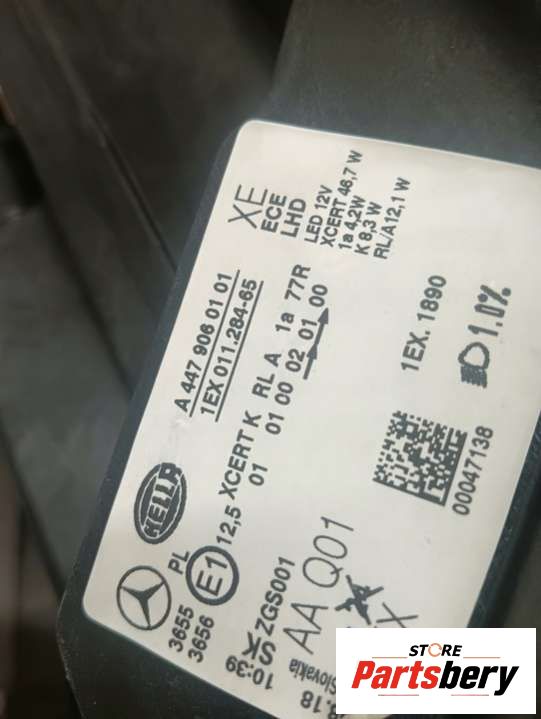 A 447 906 01 01
1EX 011.284-65
XE
ECE
LHD
LED 12V
XCERT 46,7 W
1a 4,2W
K 8,3 W
RL/A12,1 W
HELLA
12,5 XCERT K RL A 1a 77R
01 01 00 02 01 00
3655 PL
3656
E1
1EX. 1890
1.0%
00047138
10:39
SK ZGS001
AA Q01
Slovakia
.18
X
STORE
Partsbery